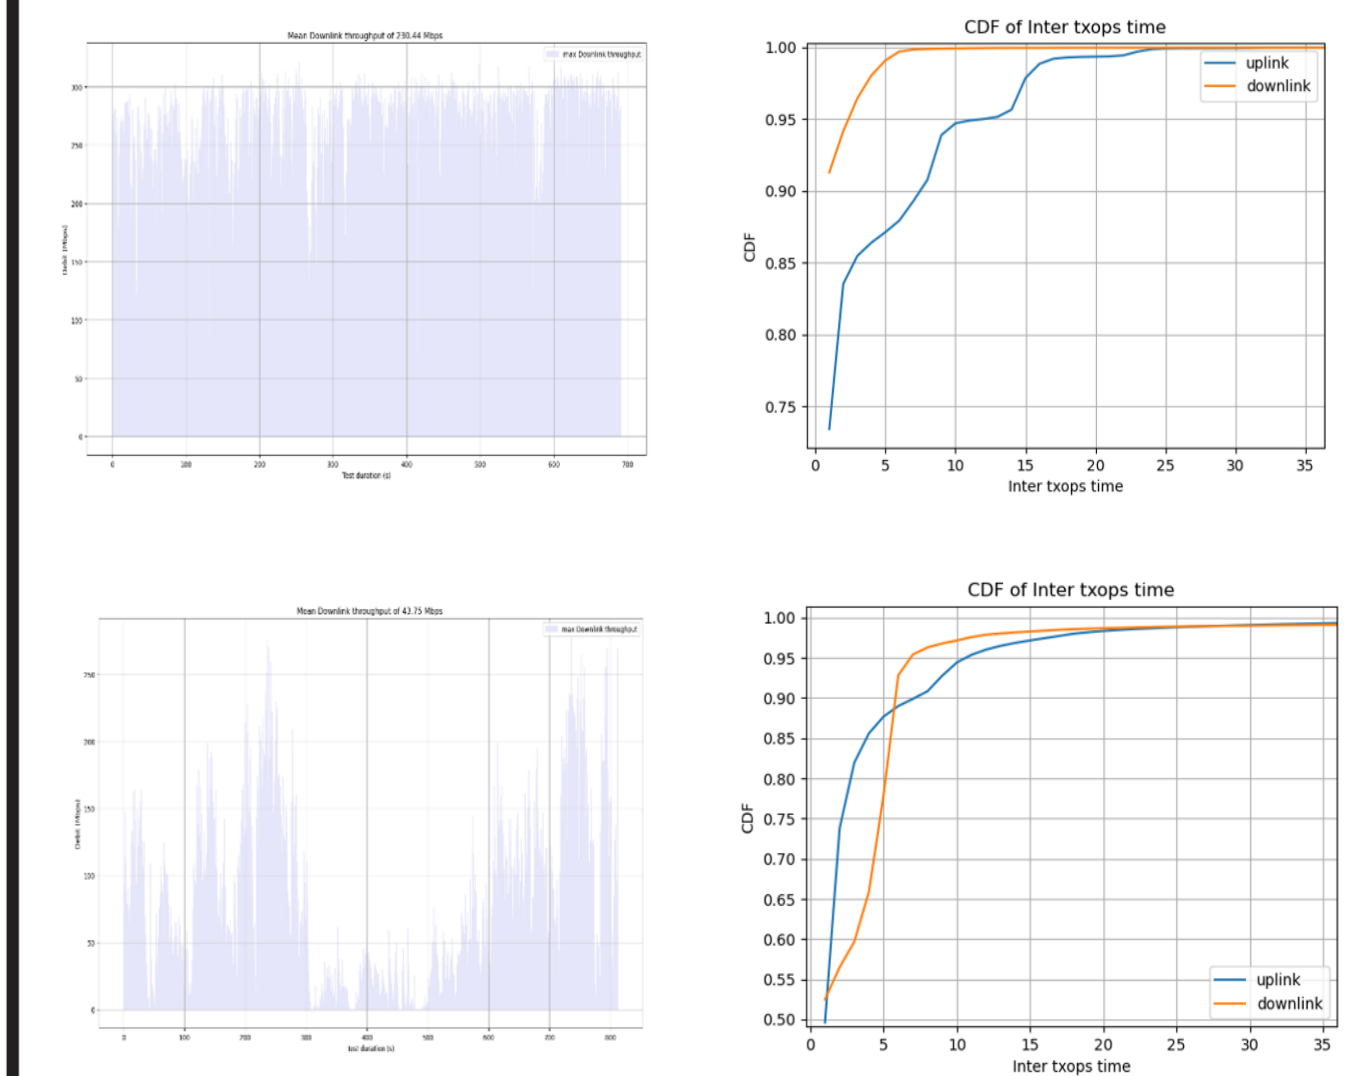 Mean Downlink throughput of 230.44 Mbps
max Downlink throughput
300
250
200
150
100
50
0
Debit (Mbps)
0 100 200 300 400 500 600 700
Test duration (s)
CDF of Inter txops time
1.00
0.95
0.90
0.85
0.80
0.75
CDF
uplink
downlink
0 5 10 15 20 25 30 35
Inter txops time
Mean Downlink throughput of 43.75 Mbps
max Downlink throughput
250
200
150
100
50
0
Debit (Mbps)
0 100 200 300 400 500 600 700 800
test duration (s)
CDF of Inter txops time
1.00
0.95
0.90
0.85
0.80
0.75
0.70
0.65
0.60
0.55
0.50
CDF
uplink
downlink
0 5 10 15 20 25 30 35
Inter txops time